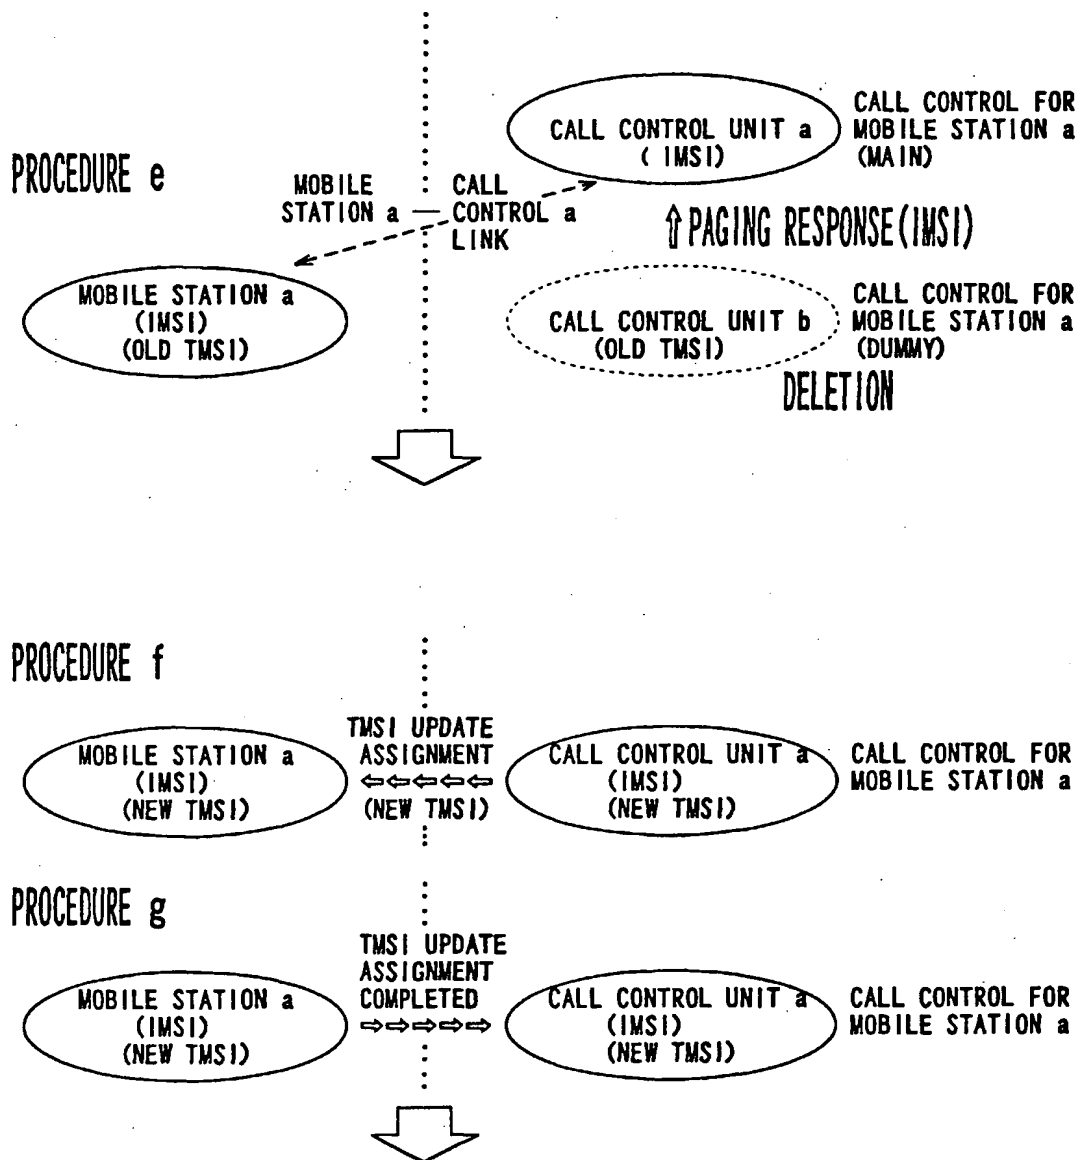 CALL CONTROL UNIT a
(IMSI)
CALL CONTROL FOR
MOBILE STATION a
(MAIN)
PROCEDURE e
MOBILE
STATION a
—
CALL
CONTROL a
LINK
⇑ PAGING RESPONSE(IMSI)
MOBILE STATION a
(IMSI)
(OLD TMSI)
CALL CONTROL UNIT b
(OLD TMSI)
CALL CONTROL FOR
MOBILE STATION a
(DUMMY)
DELETION
PROCEDURE f
MOBILE STATION a
(IMSI)
(NEW TMSI)
TMSI UPDATE
ASSIGNMENT
⇦⇦⇦⇦⇦
(NEW TMSI)
CALL CONTROL UNIT a
(IMSI)
(NEW TMSI)
CALL CONTROL FOR
MOBILE STATION a
PROCEDURE g
MOBILE STATION a
(IMSI)
(NEW TMSI)
TMSI UPDATE
ASSIGNMENT
COMPLETED
⇨⇨⇨⇨⇨
CALL CONTROL UNIT a
(IMSI)
(NEW TMSI)
CALL CONTROL FOR
MOBILE STATION a